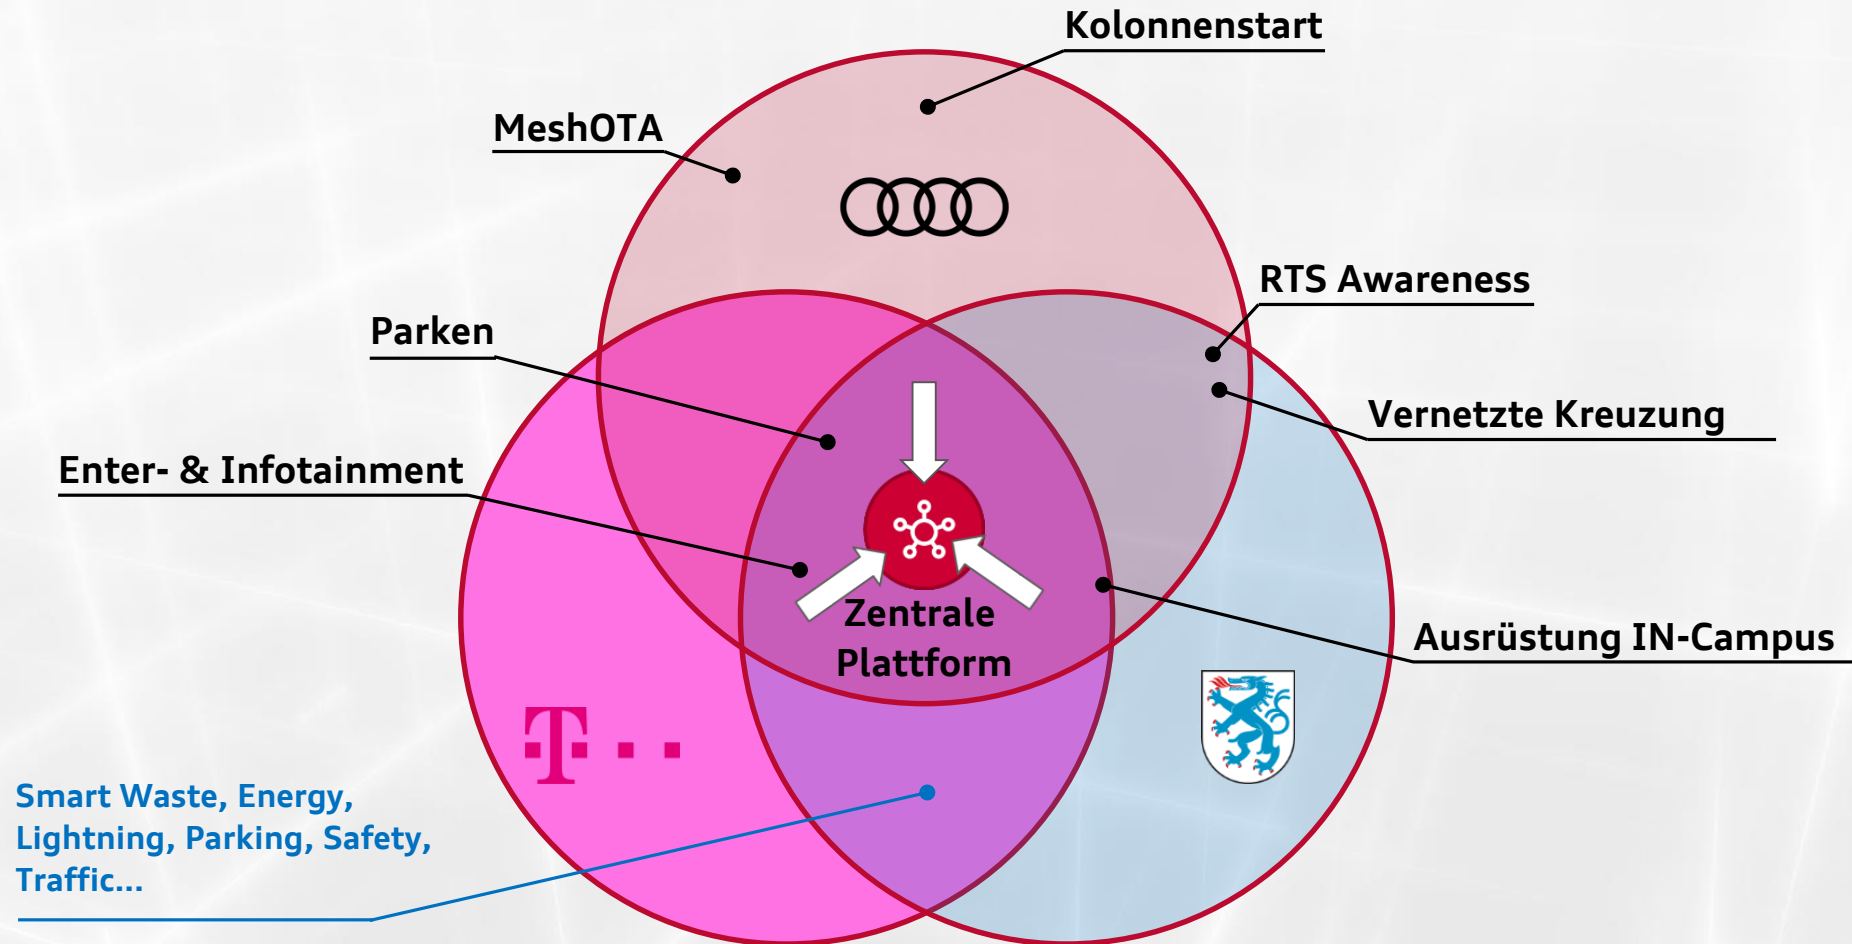 Kolonnenstart
MeshOTA
RTS Awareness
Parken
Vernetzte Kreuzung
Enter- & Infotainment
Zentrale
Plattform
Ausrüstung IN-Campus
T
Smart Waste, Energy,
Lightning, Parking, Safety,
Traffic...